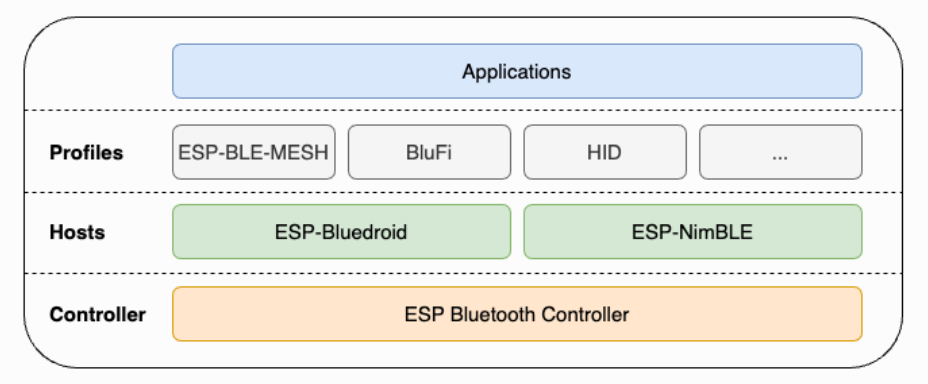 Applications
Profiles ESP-BLE-MESH BluFi HID ...
Hosts ESP-Bluedroid ESP-NimBLE
Controller ESP Bluetooth Controller